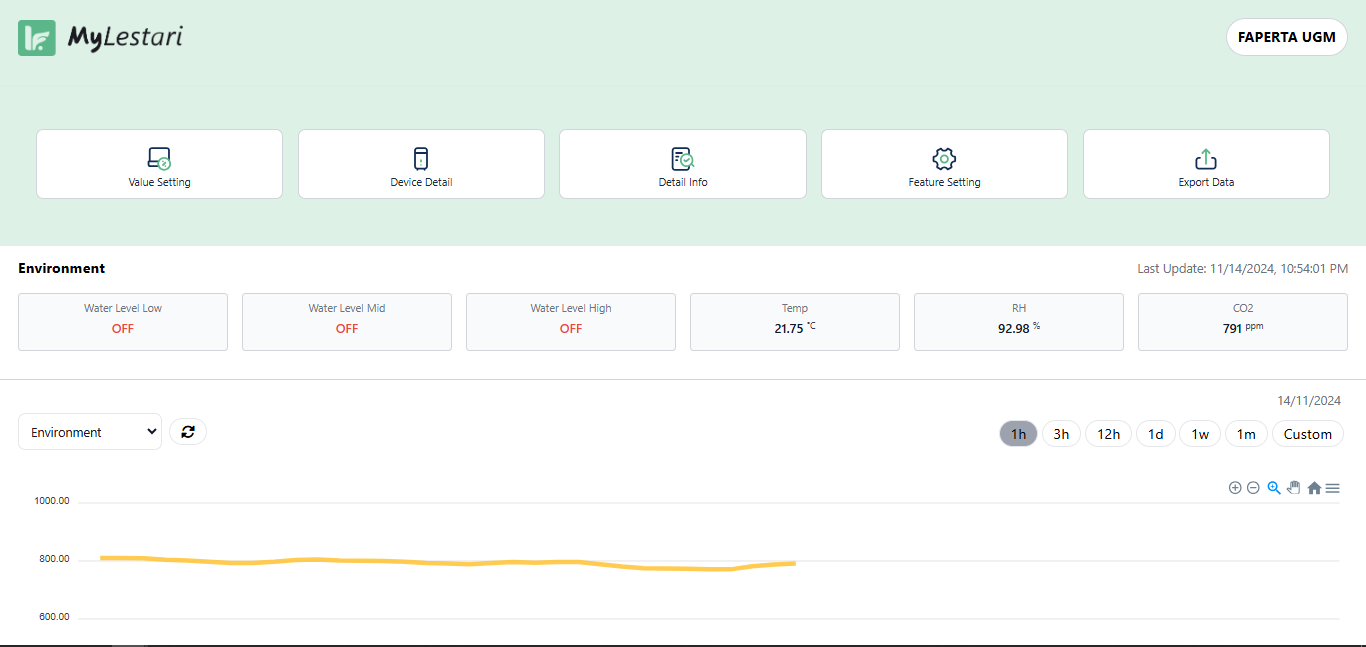 MyLestari
FAPERTA UGM
Value Setting
Device Detail
Detail Info
Feature Setting
Export Data
Environment
Last Update: 11/14/2024, 10:54:01 PM
Water Level Low
OFF
Water Level Mid
OFF
Water Level High
OFF
Temp
21.75 °C
RH
92.98 %
CO2
791 ppm
14/11/2024
Environment
1h 3h 12h 1d 1w 1m Custom
1000.00
800.00
600.00